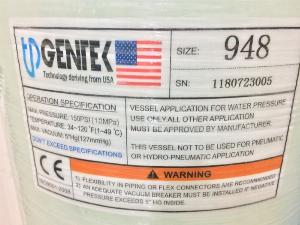 GENTEK
Technology deriving from USA
SIZE: 948
SN: 1180723005
OPERATION SPECIFICATION
MAX. PRESSURE: 150PSI(10MPa)
TEMPERATURE: 34~120°F(1~49°C)
MAX. VACUUM: 5"Hg(127mmHg)
DON'T EXCEED SPECIFICATIONS
VESSEL APPLICATION FOR WATER PRESSURE
USE ONLY ALL OTHER APPLICATION
MUST BE APPROVED BY MANUFACTURER.
THIS VESSEL NOT TO BE USED FOR PNEUMATIC
OR HYDRO-PNEUMATIC APPLICATION
CE
ISO9001:2008
WARNING
1) FLEXIBILITY IN PIPING OR FLEX CONNECTORS ARE RECOMMENDED
2) AN ADEQUATE VACUUM BREAKER MUST BE INSTALLED IF NEGATIVE
PRESSURE EXCEEDS 5" HG INSIDE.